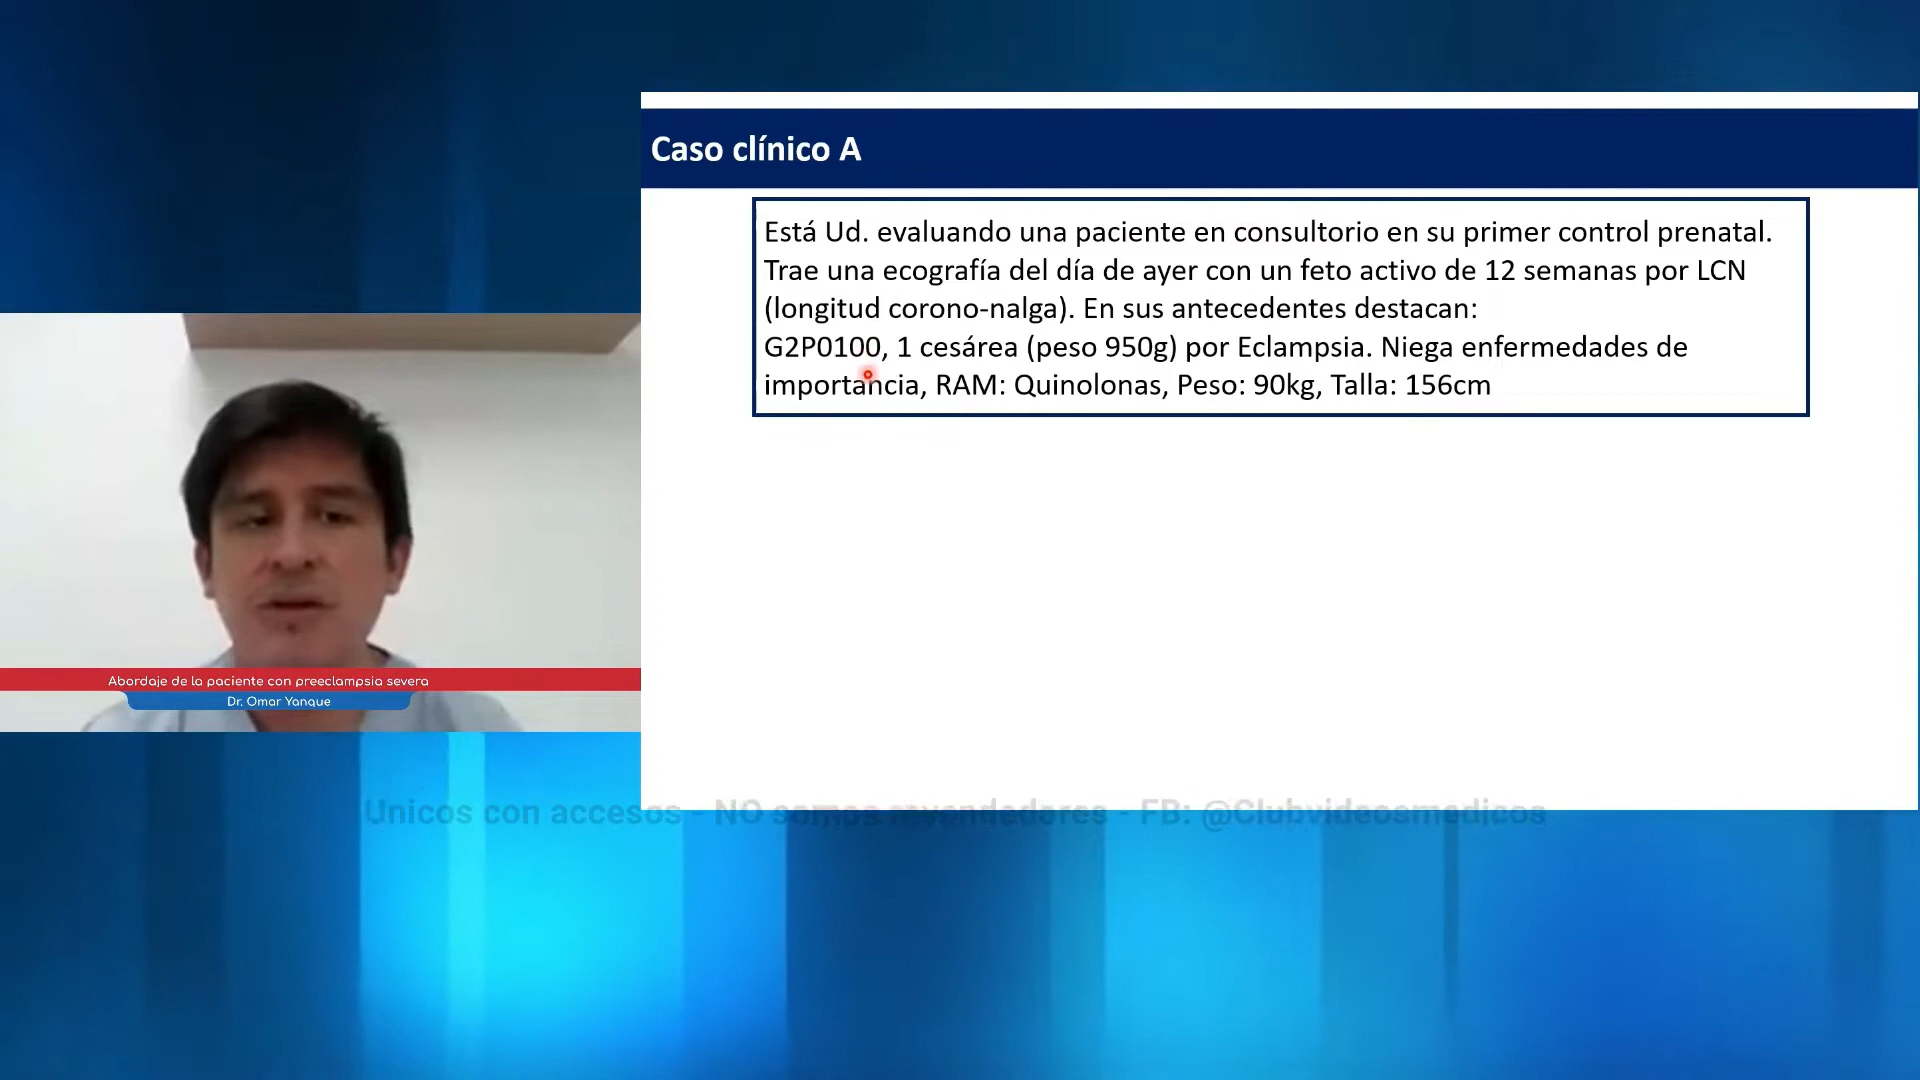 Caso clínico A
Está Ud. evaluando una paciente en consultorio en su primer control prenatal.
Trae una ecografía del día de ayer con un feto activo de 12 semanas por LCN
(longitud corono-nalga). En sus antecedentes destacan:
G2P0100, 1 cesárea (peso 950g) por Eclampsia. Niega enfermedades de
importancia, RAM: Quinolonas, Peso: 90kg, Talla: 156cm
Abordaje de la paciente con preeclampsia severa
Dr. Omar Yanque
Unicos con accesos - NO somos revendedores - FB: @Clubvideosmedicos